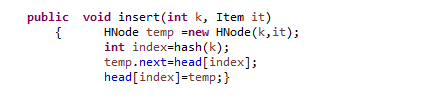 public  void insert(int k, Item it)
    {      HNode temp =new HNode(k,it);
           int index=hash(k);
           temp.next=head[index];
           head[index]=temp;}